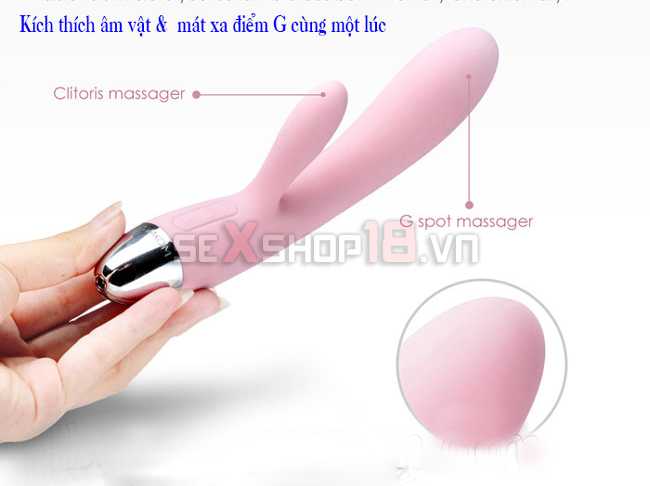 Kích thích âm vật & mát xa điểm G cùng một lúc
Clitoris massager
G spot massager
SEXSHOP18.VN